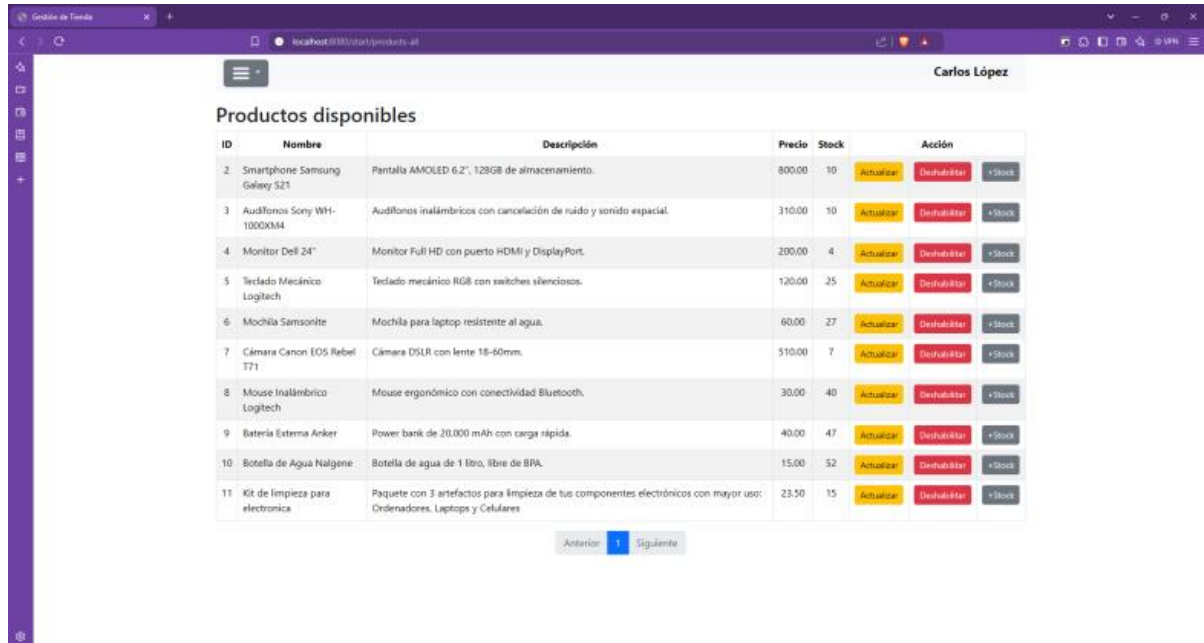 Gestión de Tienda
localhost:8080/start/products-all
VPN
Carlos López
Productos disponibles
ID Nombre Descripción Precio Stock Acción
2 Smartphone Samsung Pantalla AMOLED 6.2", 128GB de almacenamiento. 800.00 10 Actualizar Deshabilitar +Stock
Galaxy S21
3 Audífonos Sony WH- Audífonos inalámbricos con cancelación de ruido y sonido espacial. 310.00 10 Actualizar Deshabilitar +Stock
1000XM4
4 Monitor Dell 24" Monitor Full HD con puerto HDMI y DisplayPort. 200.00 4 Actualizar Deshabilitar +Stock
5 Teclado Mecánico Teclado mecánico RGB con switches silenciosos. 120.00 25 Actualizar Deshabilitar +Stock
Logitech
6 Mochila Samsonite Mochila para laptop resistente al agua. 60.00 27 Actualizar Deshabilitar +Stock
7 Cámara Canon EOS Rebel Cámara DSLR con lente 18-60mm. 510.00 7 Actualizar Deshabilitar +Stock
T71
8 Mouse Inalámbrico Mouse ergonómico con conectividad Bluetooth. 30.00 40 Actualizar Deshabilitar +Stock
Logitech
9 Batería Externa Anker Power bank de 20,000 mAh con carga rápida. 40.00 47 Actualizar Deshabilitar +Stock
10 Botella de Agua Nalgene Botella de agua de 1 litro, libre de BPA. 15.00 52 Actualizar Deshabilitar +Stock
11 Kit de limpieza para Paquete con 3 artefactos para limpieza de tus componentes electrónicos con mayor uso: 23.50 15 Actualizar Deshabilitar +Stock
electronica Ordenadores, Laptops y Celulares
Anterior 1 Siguiente